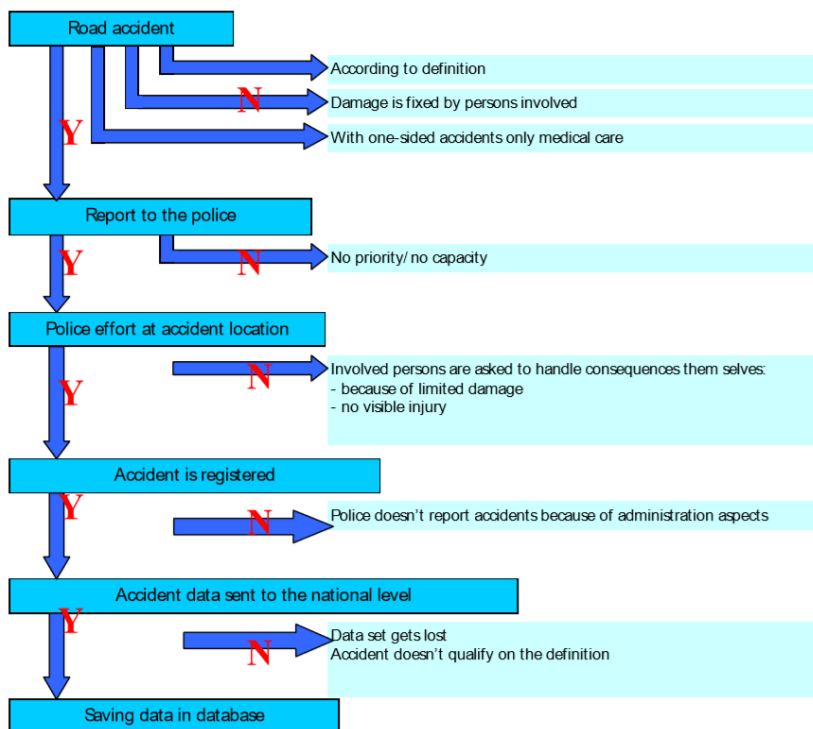 Road accident
According to definition
N
Damage is fixed by persons involved
Y
With one-sided accidents only medical care
Report to the police
Y
N
No priority/ no capacity
Police effort at accident location
Y
N
Involved persons are asked to handle consequences them selves:
- because of limited damage
- no visible injury
Accident is registered
Y
N
Police doesn't report accidents because of administration aspects
Accident data sent to the national level
Y
N
Data set gets lost
Accident doesn't qualify on the definition
Saving data in database